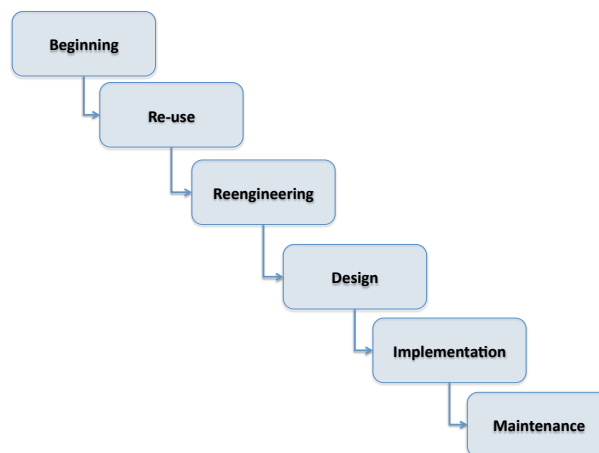 Beginning
Re-use
Reengineering
Design
Implementation
Maintenance